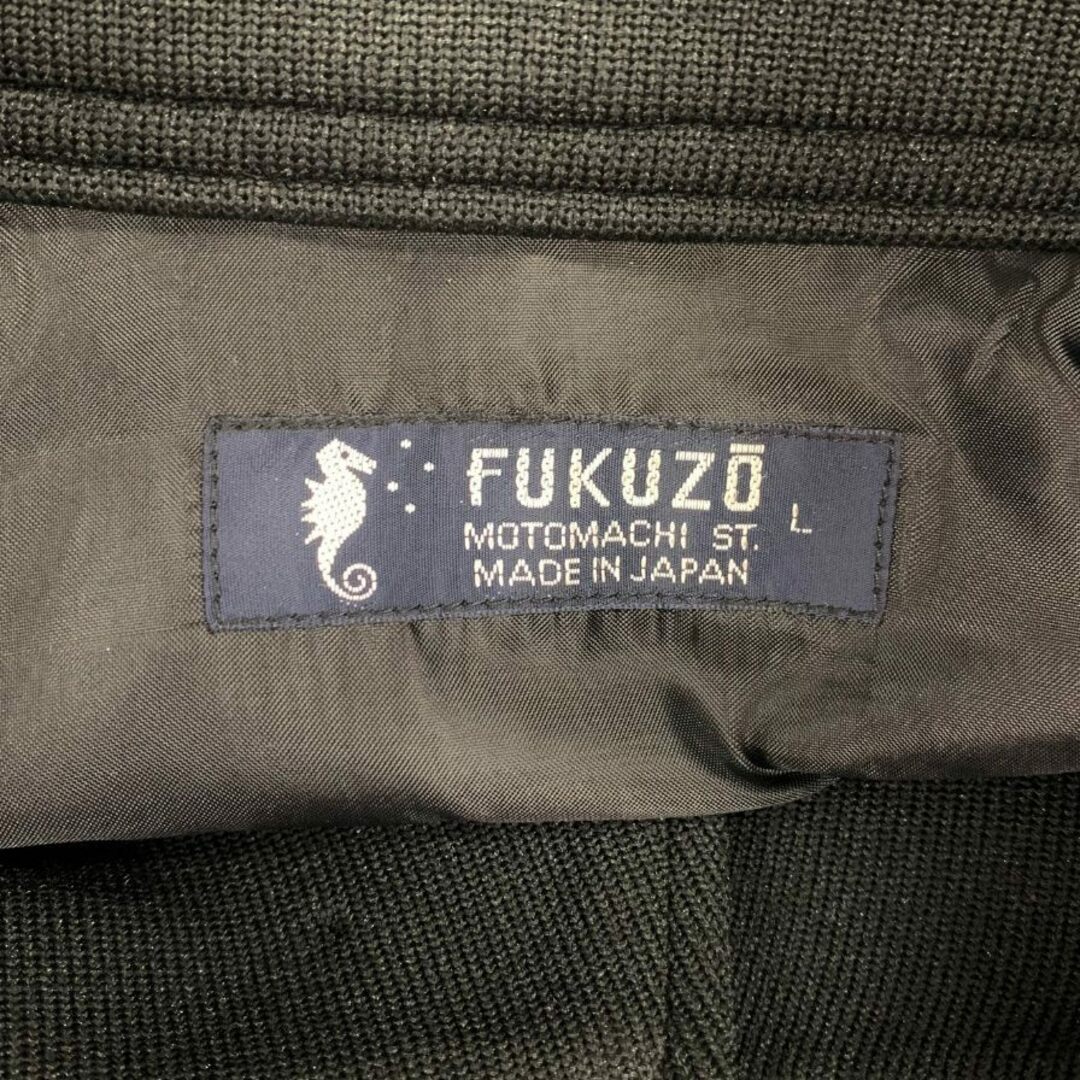 FUKUZŌ
L
MOTOMACHI ST.
MADE IN JAPAN